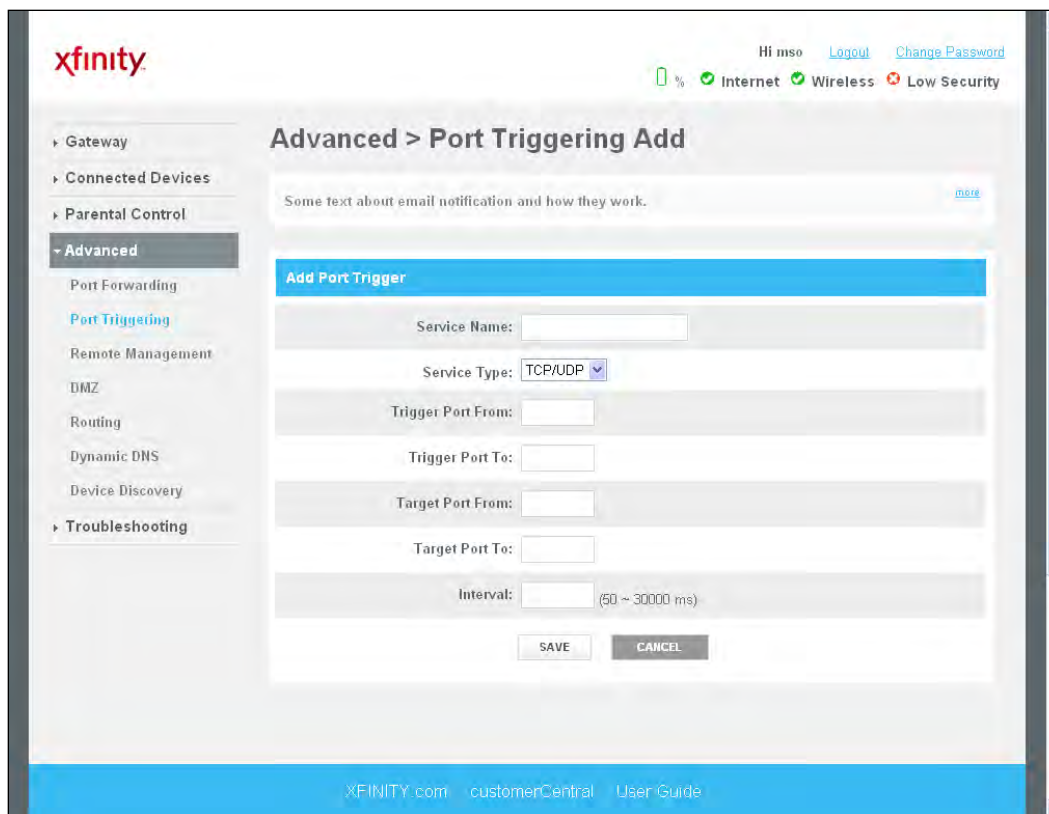 xfinity
Hi mso Logout Change Password
% Internet Wireless Low Security
Gateway
Connected Devices
Parental Control
Advanced
Port Forwarding
Port Triggering
Remote Management
DMZ
Routing
Dynamic DNS
Device Discovery
Troubleshooting
Advanced > Port Triggering Add
Some text about email notification and how they work.
more
Add Port Trigger
Service Name:
Service Type: TCP/UDP
Trigger Port From:
Trigger Port To:
Target Port From:
Target Port To:
Interval: (50 ~ 30000 ms)
SAVE CANCEL
XFINITY.com customerCentral User Guide